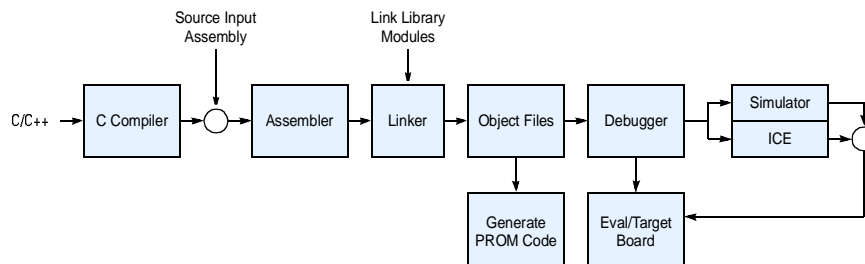 Source Input
Assembly
Link Library
Modules
C/C++
C Compiler
Assembler
Linker
Object Files
Debugger
Simulator
ICE
Generate
PROM Code
Eval/Target
Board